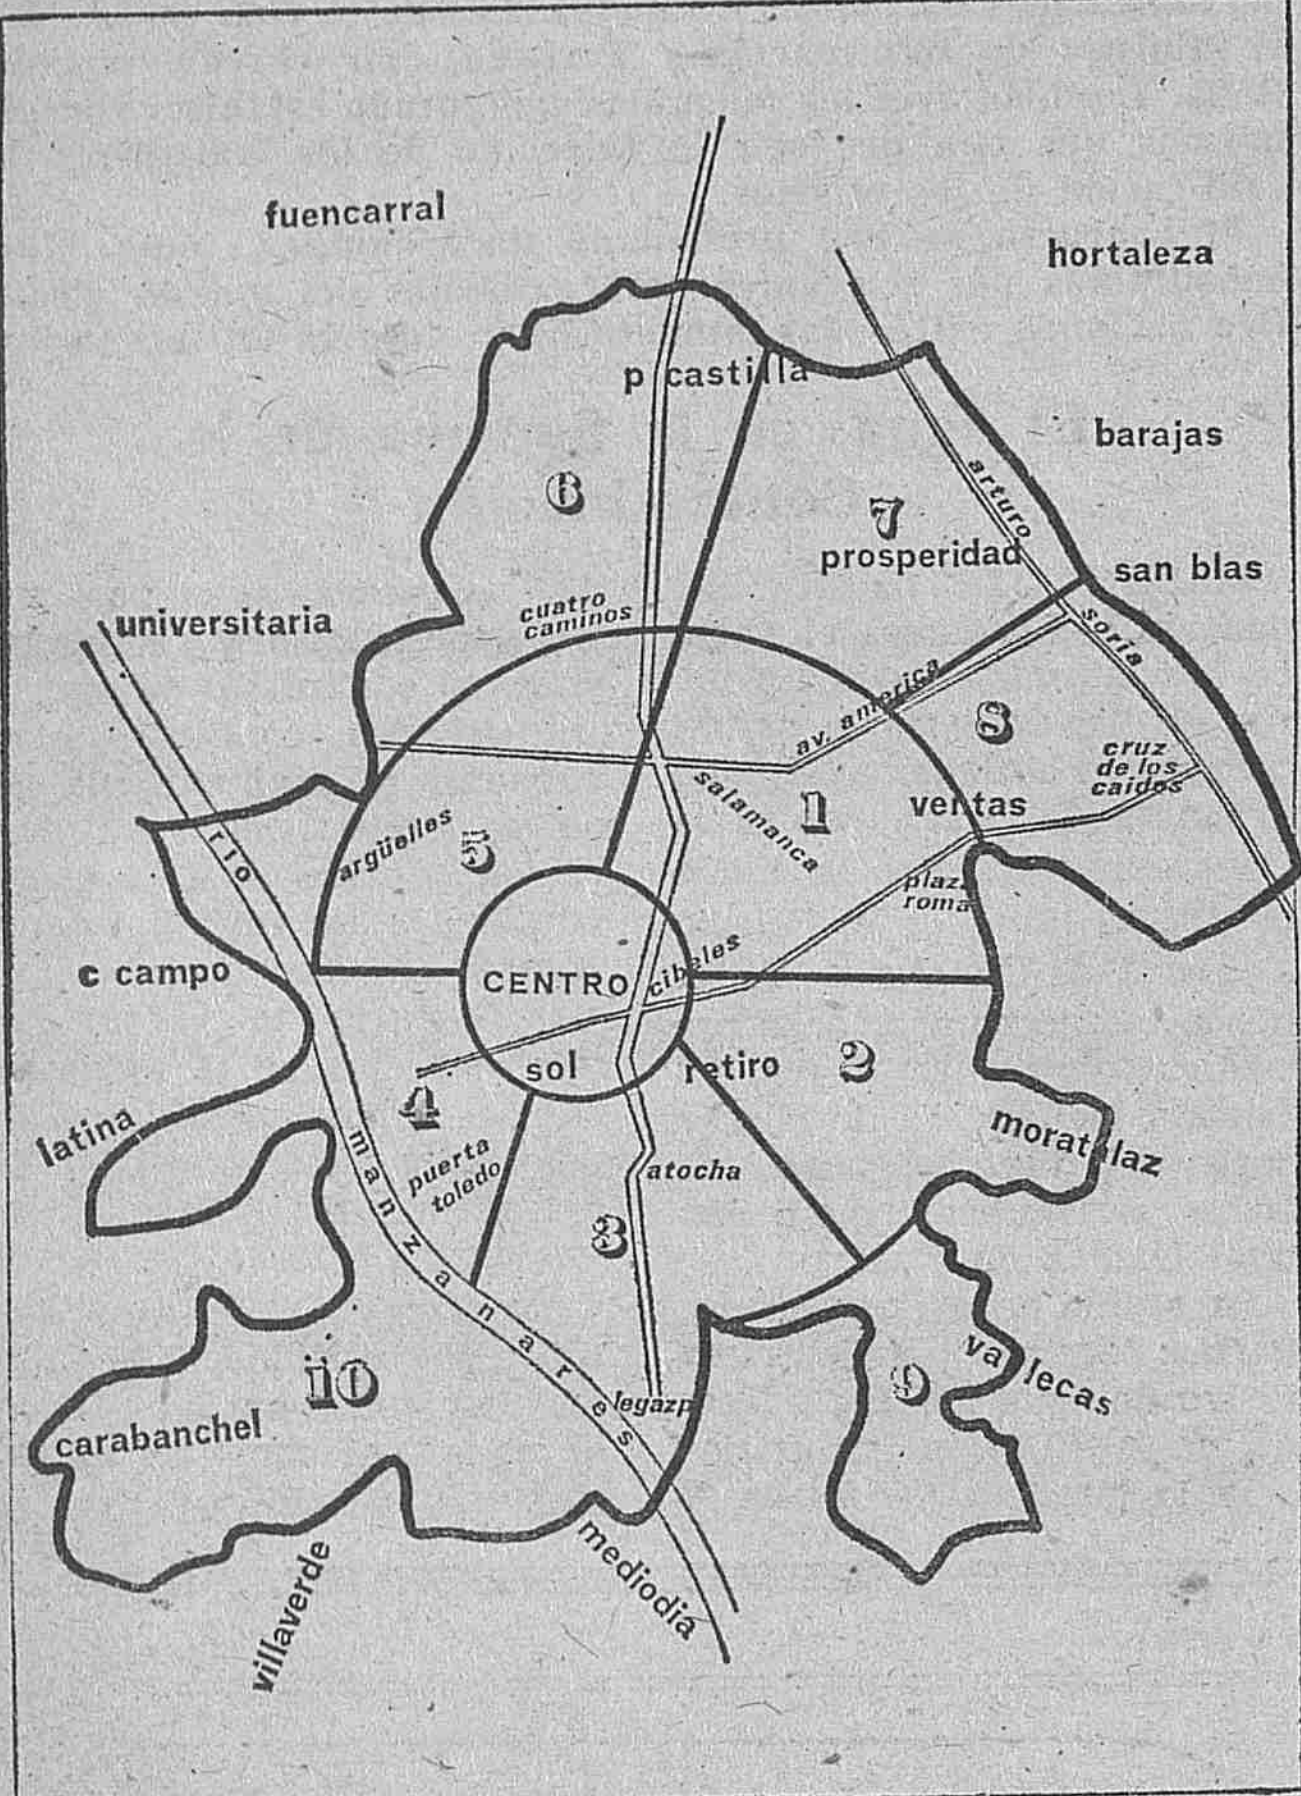 fuencarral
hortaleza
p castilla
barajas
6
7
arturo
prosperidad
san blas
cuatro
caminos
universitaria
soria
av. america
8
cruz
de los
caidos
salamanca
1
ventas
argüelles
5
rio
plaza
roma
c campo
CENTRO
cibeles
sol
retiro
2
4
latina
moratalaz
puerta
toledo
manzanares
atocha
3
vallecas
10
9
legazpi
carabanchel
mediodia
villaverde